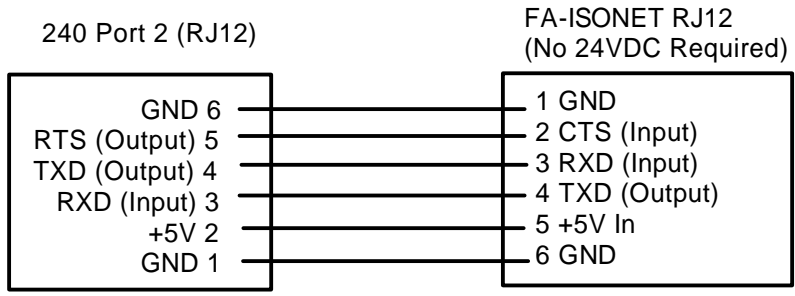 240 Port 2 (RJ12)
FA-ISONET RJ12
(No 24VDC Required)
GND 6
RTS (Output) 5
TXD (Output) 4
RXD (Input) 3
+5V 2
GND 1
1 GND
2 CTS (Input)
3 RXD (Input)
4 TXD (Output)
5 +5V In
6 GND